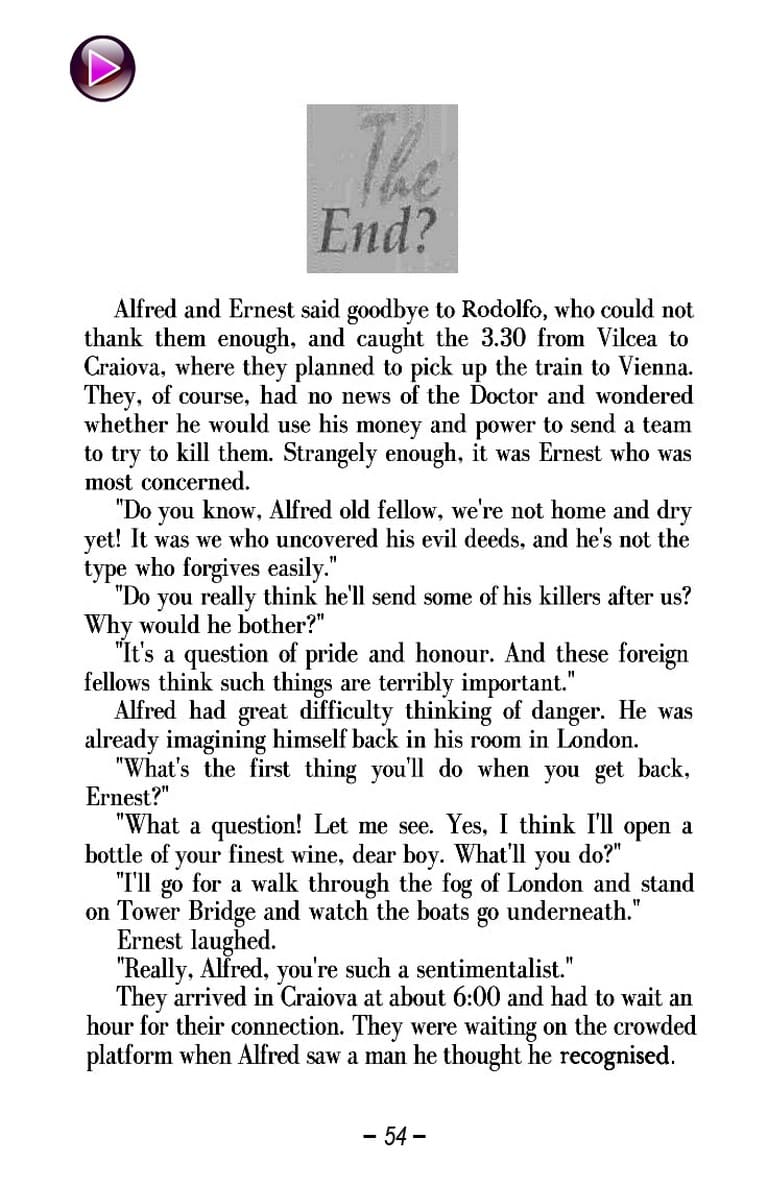 The
End?
Alfred and Ernest said goodbye to Rodolfo, who could not
thank them enough, and caught the 3.30 from Vilcea to
Craiova, where they planned to pick up the train to Vienna.
They, of course, had no news of the Doctor and wondered
whether he would use his money and power to send a team
to try to kill them. Strangely enough, it was Ernest who was
most concerned.
"Do you know, Alfred old fellow, we're not home and dry
yet! It was we who uncovered his evil deeds, and he's not the
type who forgives easily."
"Do you really think he'll send some of his killers after us?
Why would he bother?"
"It's a question of pride and honour. And these foreign
fellows think such things are terribly important."
Alfred had great difficulty thinking of danger. He was
already imagining himself back in his room in London.
"What's the first thing you'll do when you get back,
Ernest?"
"What a question! Let me see. Yes, I think I'll open a
bottle of your finest wine, dear boy. What'll you do?"
"I'll go for a walk through the fog of London and stand
on Tower Bridge and watch the boats go underneath."
Ernest laughed.
"Really, Alfred, you're such a sentimentalist."
They arrived in Craiova at about 6:00 and had to wait an
hour for their connection. They were waiting on the crowded
platform when Alfred saw a man he thought he recognised.
– 54 –